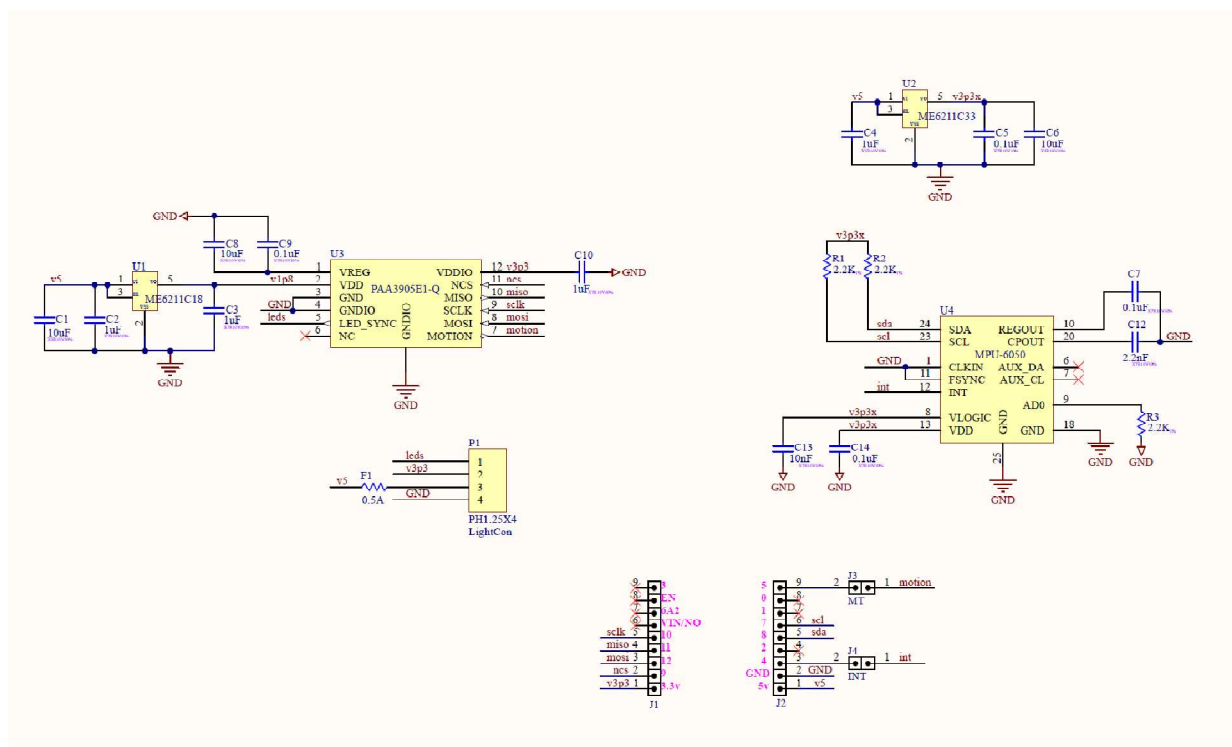 U2
v5 1 5 v3p3x
3 ME6211C33
C4
1uF
2
C5
0.1uF
C6
10uF
GND
GND
C8
10uF
C9
0.1uF
U1
v5 1 5 v1p8
3 ME6211C18
2
C1
10uF
C2
1uF
C3
1uF
GND
U3
1 VREG VDDIO 12 v3p3
2 VDD NCS 11 ncs
PAA3905E1-Q
3 GND MISO 10 miso
GND 4 GNDIO SCLK 9 sclk
leds 5 LED_SYNC MOSI 8 mosi
6 NC MOTION 7 motion
GNDIO
GND
C10
1uF
GND
v3p3x
R1
2.2K
R2
2.2K
U4
MPU-6050
sda 24 SDA REGOUT 10
scl 23 SCL CPOUT 20
GND 1 CLKIN AUX_DA 6
11 FSYNC AUX_CL 7
int 12 INT
AD0 9
v3p3x 8 VLOGIC
v3p3x 13 VDD GND 18
GND
25
GND
C7
0.1uF
C12
2.2nF
GND
R3
2.2K
GND
GND
C13
10nF
GND
C14
0.1uF
GND
P1
leds 1
v3p3 2
v5 F1 3
0.5A
GND 4
PH1.25X4
LightCon
9 3
8 EN
7 6A2
6 VIN/NO
sclk 5 10
miso 4 11
mosi 3 12
ncs 2 9
v3p3 1 3.3v
J1
5 9 2 J3 1 motion
MT
0 8
1 7
7 6 scl
8 5 sda
2 4
4 3 2 J4 1 int
INT
GND 2 GND
5v 1 v5
J2